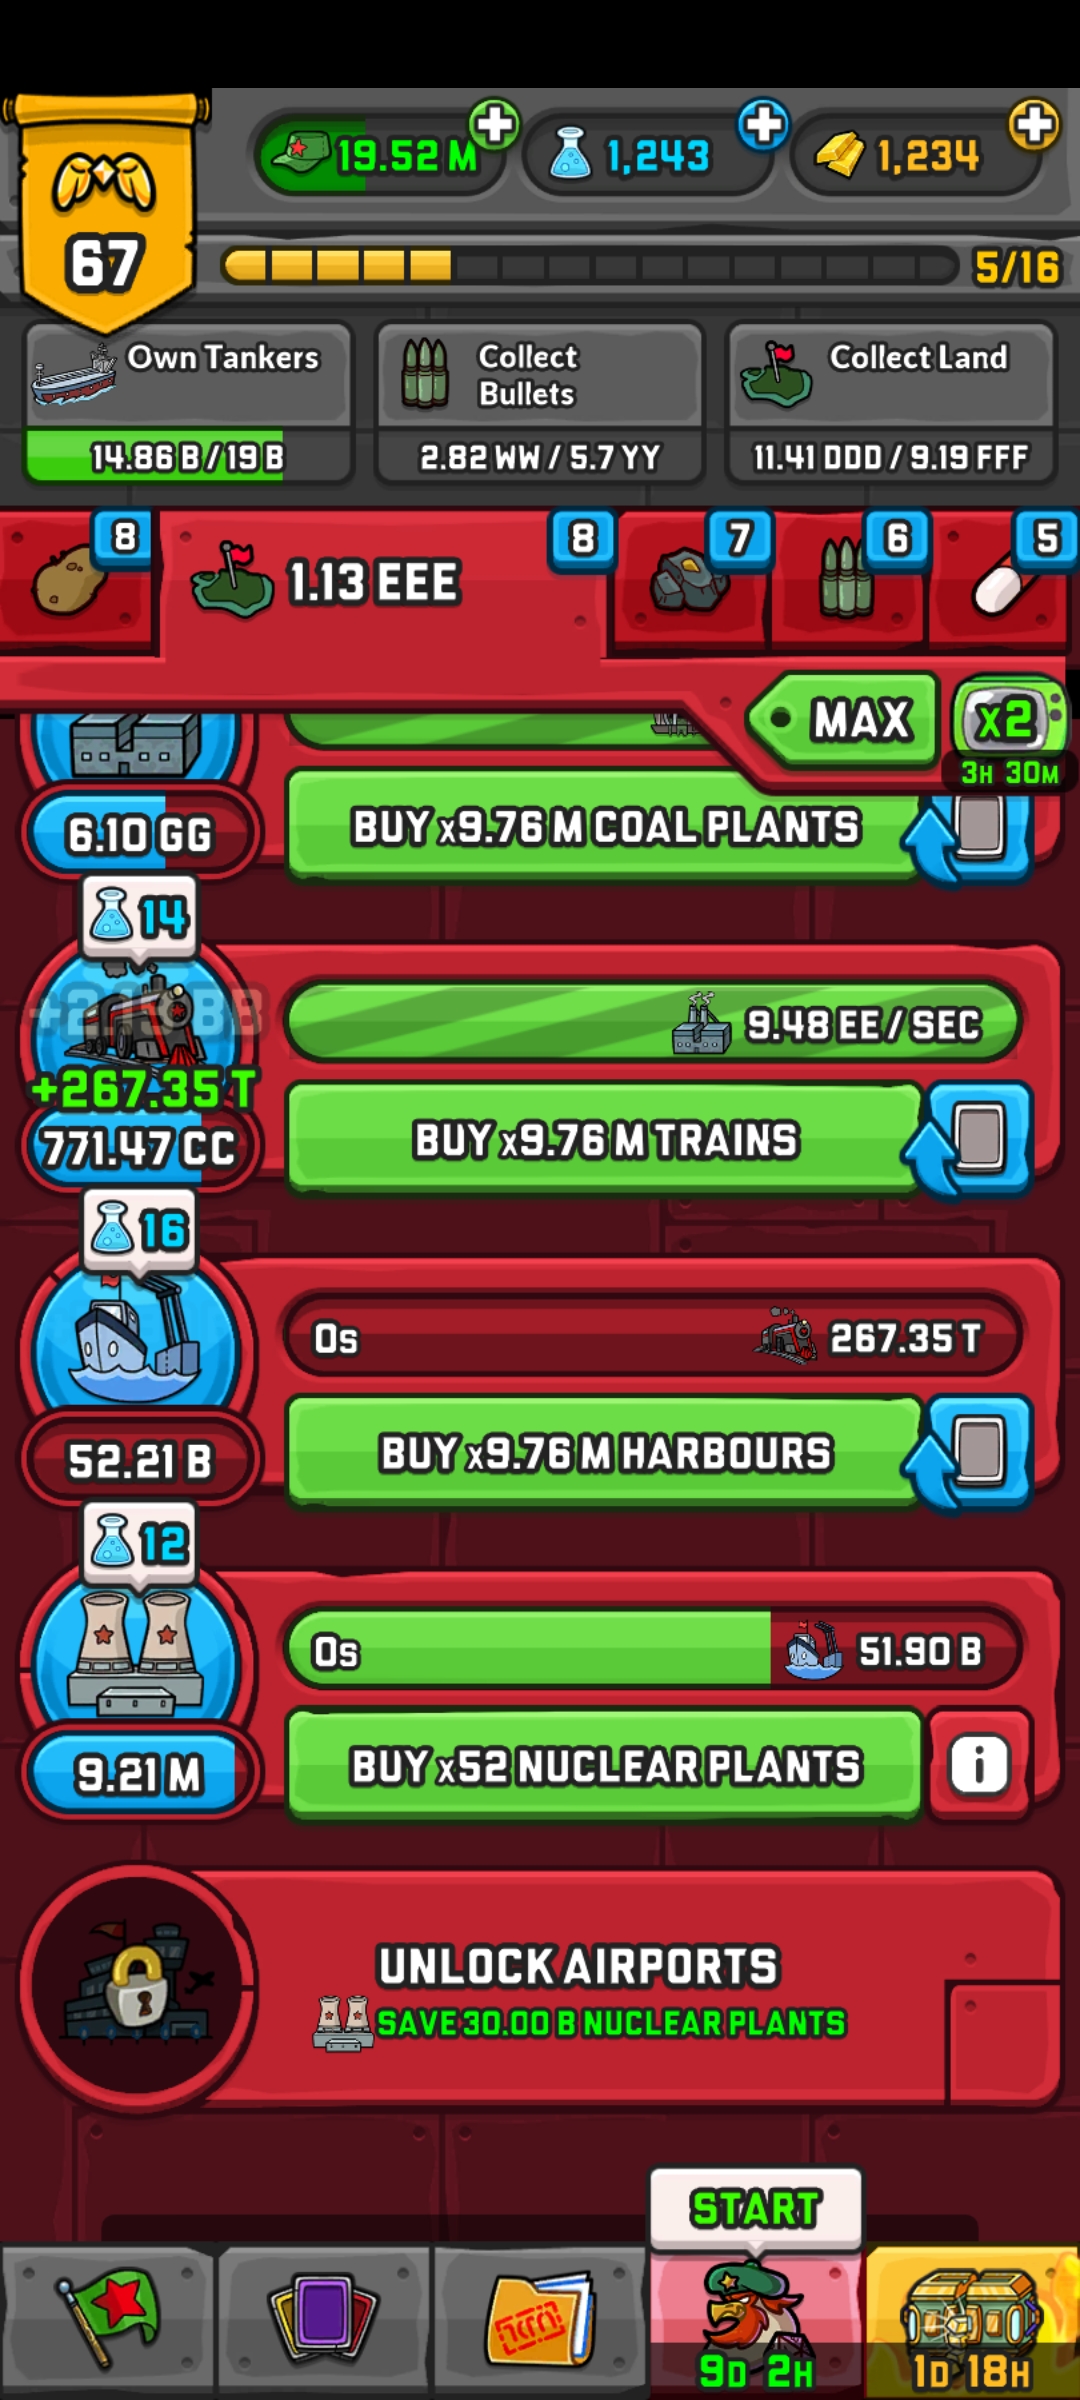 19.52 M
1,243
1,234
67
5/16
Own Tankers
14.86 B / 19 B
Collect
Bullets
2.82 WW / 5.7 YY
Collect Land
11.41 DDD / 9.19 FFF
8
1.13 EEE
8
7
6
5
MAX
x2
3H 30M
6.10 GG
BUY x9.76 M COAL PLANTS
14
9.48 EE / SEC
+267.35 T
771.47 CC
BUY x9.76 M TRAINS
16
0s
267.35 T
52.21 B
BUY x9.76 M HARBOURS
12
0s
51.90 B
9.21 M
BUY x52 NUCLEAR PLANTS
i
UNLOCK AIRPORTS
SAVE 30.00 B NUCLEAR PLANTS
START
9D 2H
1D 18H